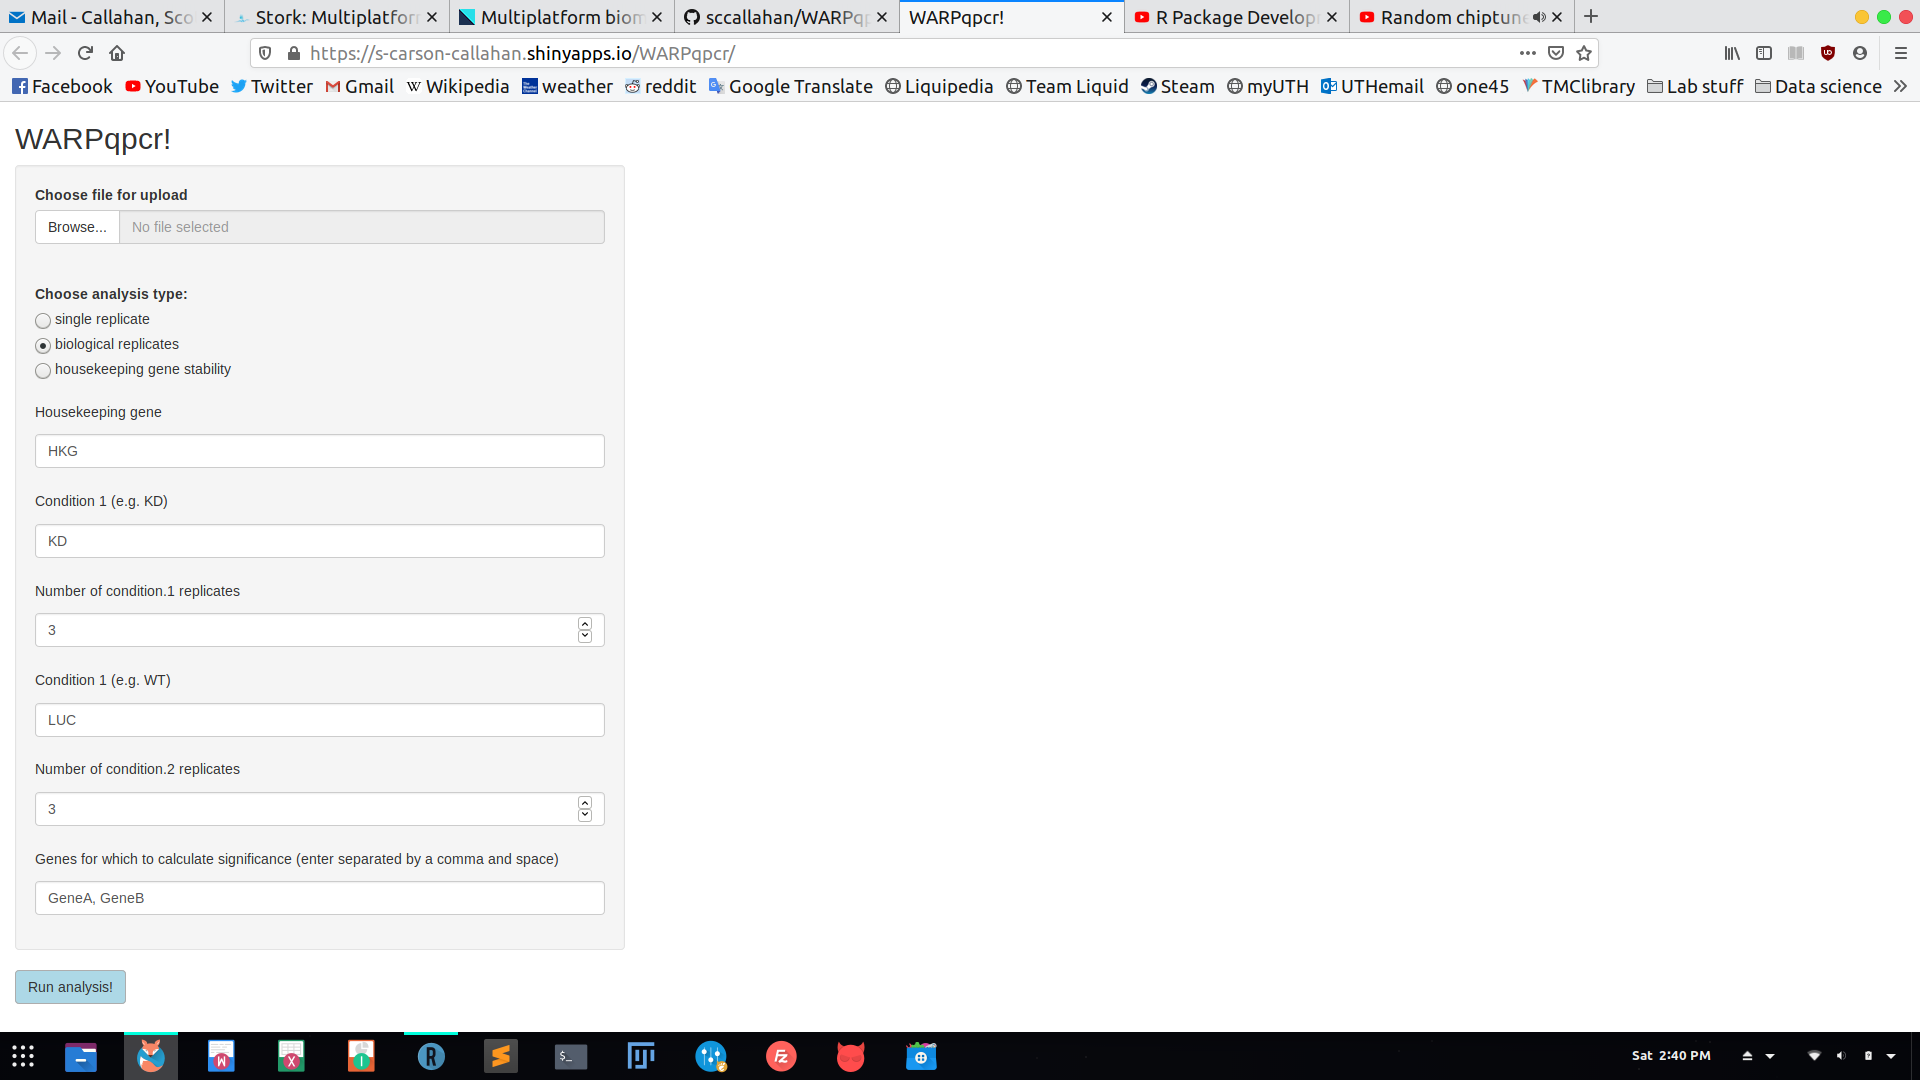 Mail - Callahan, Sco
Stork: Multiplatfor
Multiplatform biom
sccallahan/WARPqp
WARPqpcr!
R Package Develop
Random chiptune
https://s-carson-callahan.shinyapps.io/WARPqpcr/
Facebook YouTube Twitter Gmail Wikipedia weather reddit Google Translate Liquipedia Team Liquid Steam myUTH UTHemail one45 TMClibrary Lab stuff Data science
WARPqpcr!
Choose file for upload
Browse... No file selected
Choose analysis type:
single replicate
biological replicates
housekeeping gene stability
Housekeeping gene
HKG
Condition 1 (e.g. KD)
KD
Number of condition.1 replicates
3
Condition 1 (e.g. WT)
LUC
Number of condition.2 replicates
3
Genes for which to calculate significance (enter separated by a comma and space)
GeneA, GeneB
Run analysis!
Sat 2:40 PM